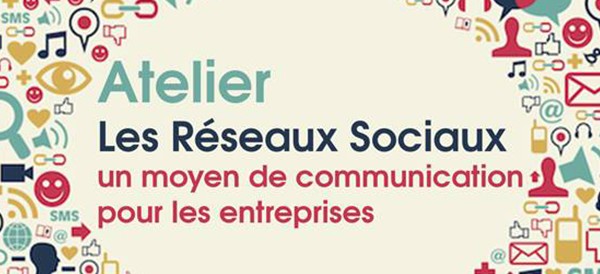 SMS
Atelier
Les Réseaux Sociaux
un moyen de communication
pour les entreprises
SMS
SMS